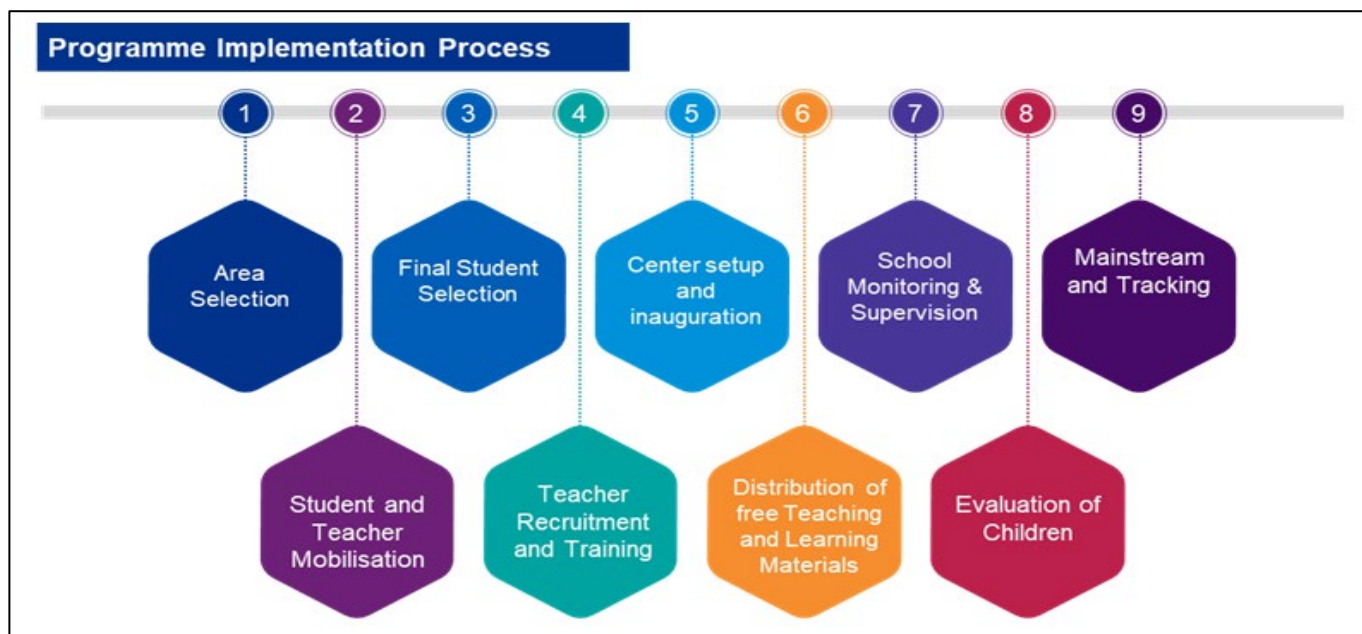 Programme Implementation Process
1
2
3
4
5
6
7
8
9
Area
Selection
Student and
Teacher
Mobilisation
Final Student
Selection
Teacher
Recruitment
and Training
Center setup
and
inauguration
Distribution of
free Teaching
and Learning
Materials
School
Monitoring &
Supervision
Evaluation of
Children
Mainstream
and Tracking